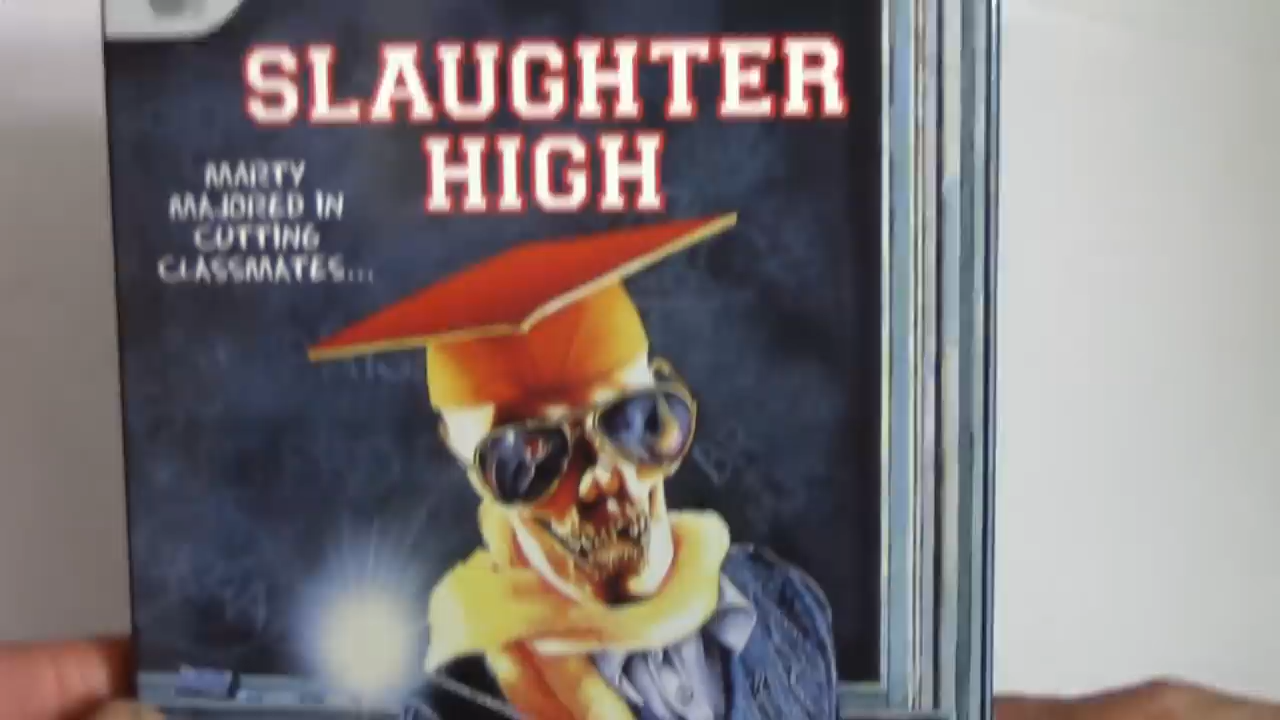 SLAUGHTER
HIGH
MARTY
MAJORED IN
CUTTING
CLASSMATES...